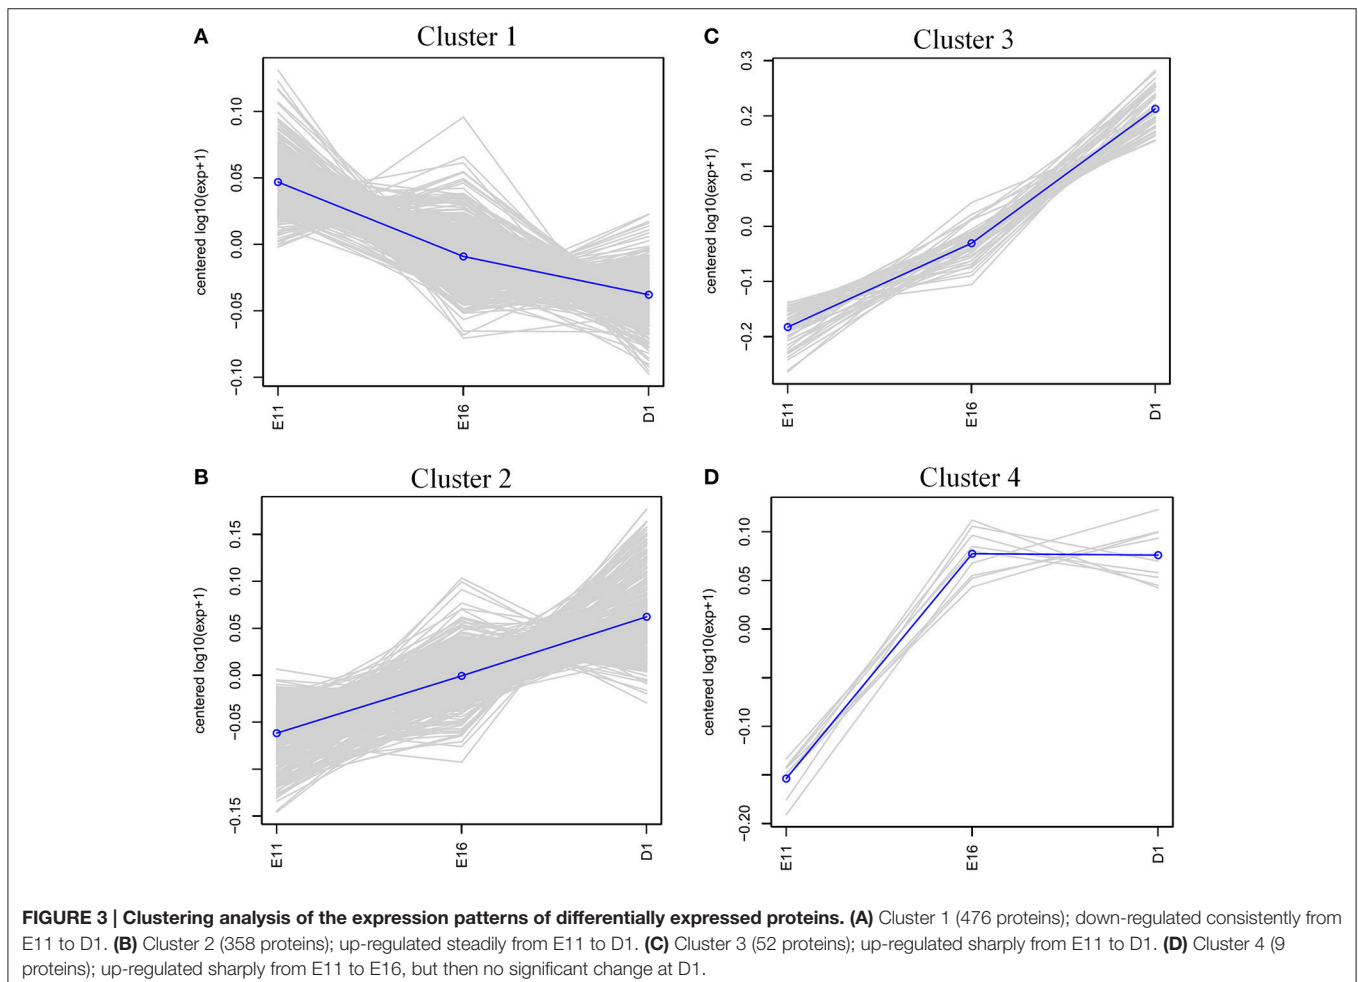 A
Cluster 1
centered log10(exp+1)
0.10
0.05
0.00
−0.05
−0.10
E11
E16
D1
C
Cluster 3
centered log10(exp+1)
0.3
0.2
0.1
0.0
−0.1
−0.2
E11
E16
D1
B
Cluster 2
centered log10(exp+1)
0.15
0.10
0.05
0.00
−0.05
−0.15
E11
E16
D1
D
Cluster 4
centered log10(exp+1)
0.10
0.05
0.00
−0.10
−0.20
E11
E16
D1
FIGURE 3 | Clustering analysis of the expression patterns of differentially expressed proteins. (A) Cluster 1 (476 proteins); down-regulated consistently from
E11 to D1. (B) Cluster 2 (358 proteins); up-regulated steadily from E11 to D1. (C) Cluster 3 (52 proteins); up-regulated sharply from E11 to D1. (D) Cluster 4 (9
proteins); up-regulated sharply from E11 to E16, but then no significant change at D1.